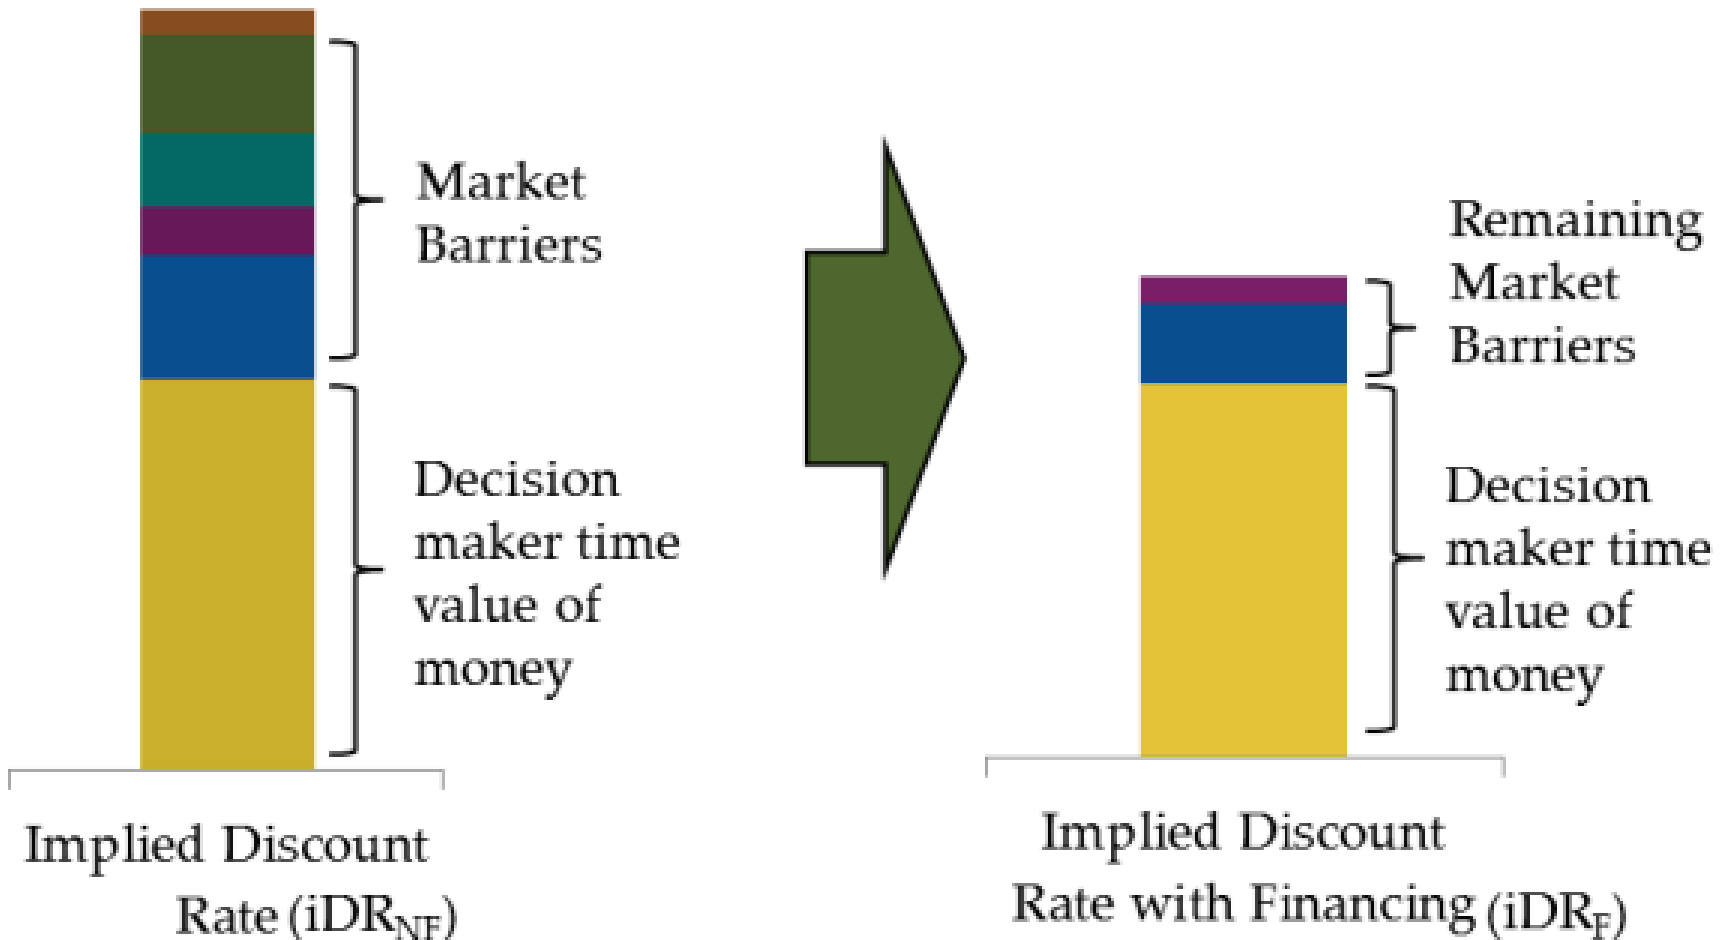 Market
Barriers
Decision
maker time
value of
money
Implied Discount
Rate (iDRNF)
Remaining
Market
Barriers
Decision
maker time
value of
money
Implied Discount
Rate with Financing (iDRF)